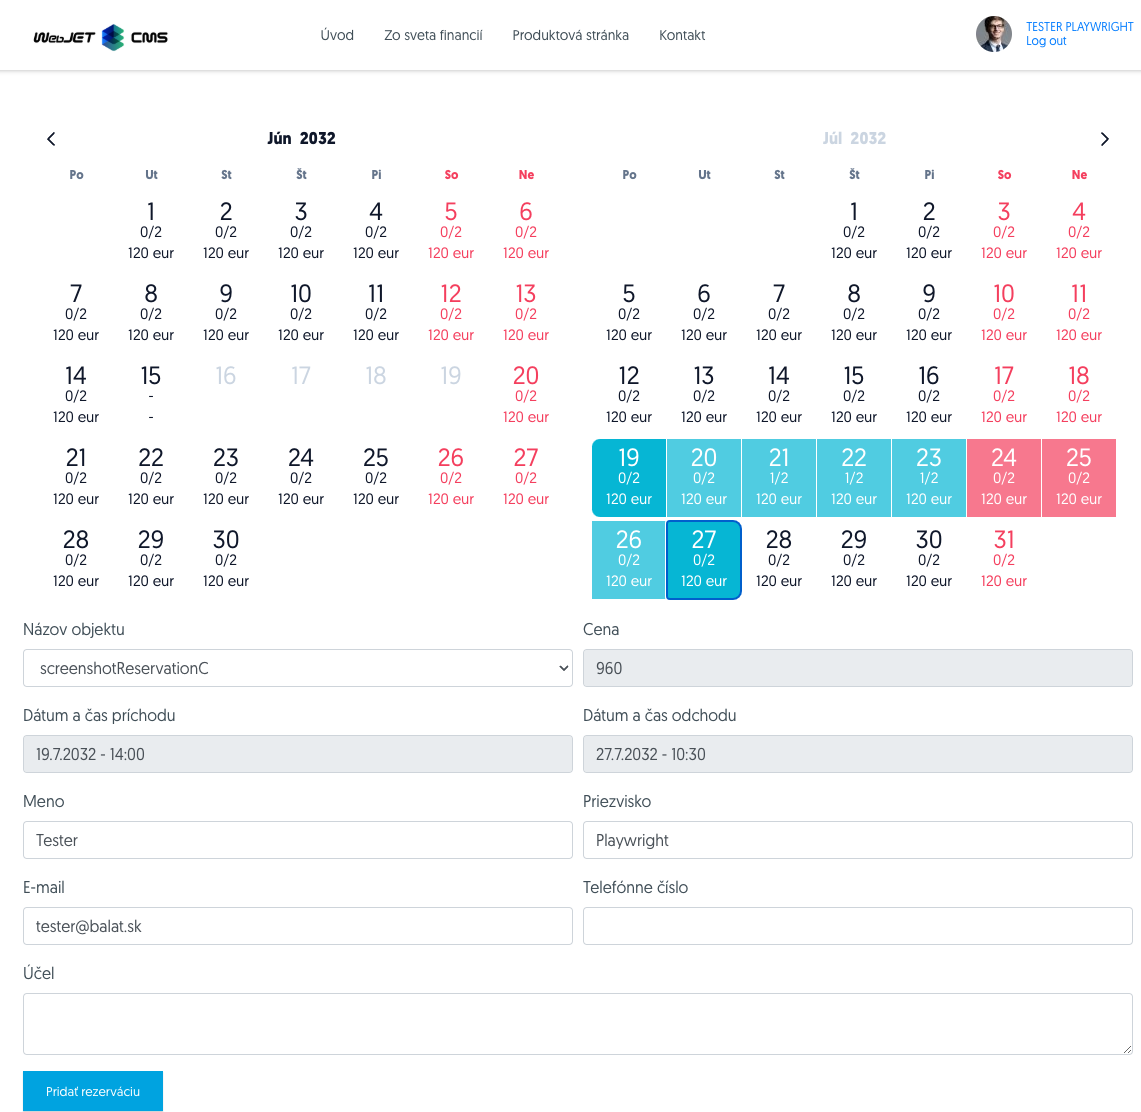 WebJET CMS Úvod Zo sveta financií Produktová stránka Kontakt TESTER PLAYWRIGHT
Log out
Jún 2032
Po Ut St Št Pi So Ne
1 2 3 4 5 6
0/2 0/2 0/2 0/2 0/2 0/2
120 eur 120 eur 120 eur 120 eur 120 eur 120 eur
7 8 9 10 11 12 13
0/2 0/2 0/2 0/2 0/2 0/2 0/2
120 eur 120 eur 120 eur 120 eur 120 eur 120 eur 120 eur
14 15 16 17 18 19 20
0/2 - 0/2
120 eur - 120 eur
21 22 23 24 25 26 27
0/2 0/2 0/2 0/2 0/2 0/2 0/2
120 eur 120 eur 120 eur 120 eur 120 eur 120 eur 120 eur
28 29 30
0/2 0/2 0/2
120 eur 120 eur 120 eur
Júl 2032
Po Ut St Št Pi So Ne
1 2 3 4
0/2 0/2 0/2 0/2
120 eur 120 eur 120 eur 120 eur
5 6 7 8 9 10 11
0/2 0/2 0/2 0/2 0/2 0/2 0/2
120 eur 120 eur 120 eur 120 eur 120 eur 120 eur 120 eur
12 13 14 15 16 17 18
0/2 0/2 0/2 0/2 0/2 0/2 0/2
120 eur 120 eur 120 eur 120 eur 120 eur 120 eur 120 eur
19 20 21 22 23 24 25
0/2 0/2 1/2 1/2 1/2 0/2 0/2
120 eur 120 eur 120 eur 120 eur 120 eur 120 eur 120 eur
26 27 28 29 30 31
0/2 0/2 0/2 0/2 0/2 0/2
120 eur 120 eur 120 eur 120 eur 120 eur 120 eur
Názov objektu Cena
screenshotReservationC 960
Dátum a čas príchodu Dátum a čas odchodu
19.7.2032 - 14:00 27.7.2032 - 10:30
Meno Priezvisko
Tester Playwright
E-mail Telefónne číslo
tester@balat.sk
Účel
Pridať rezerváciu